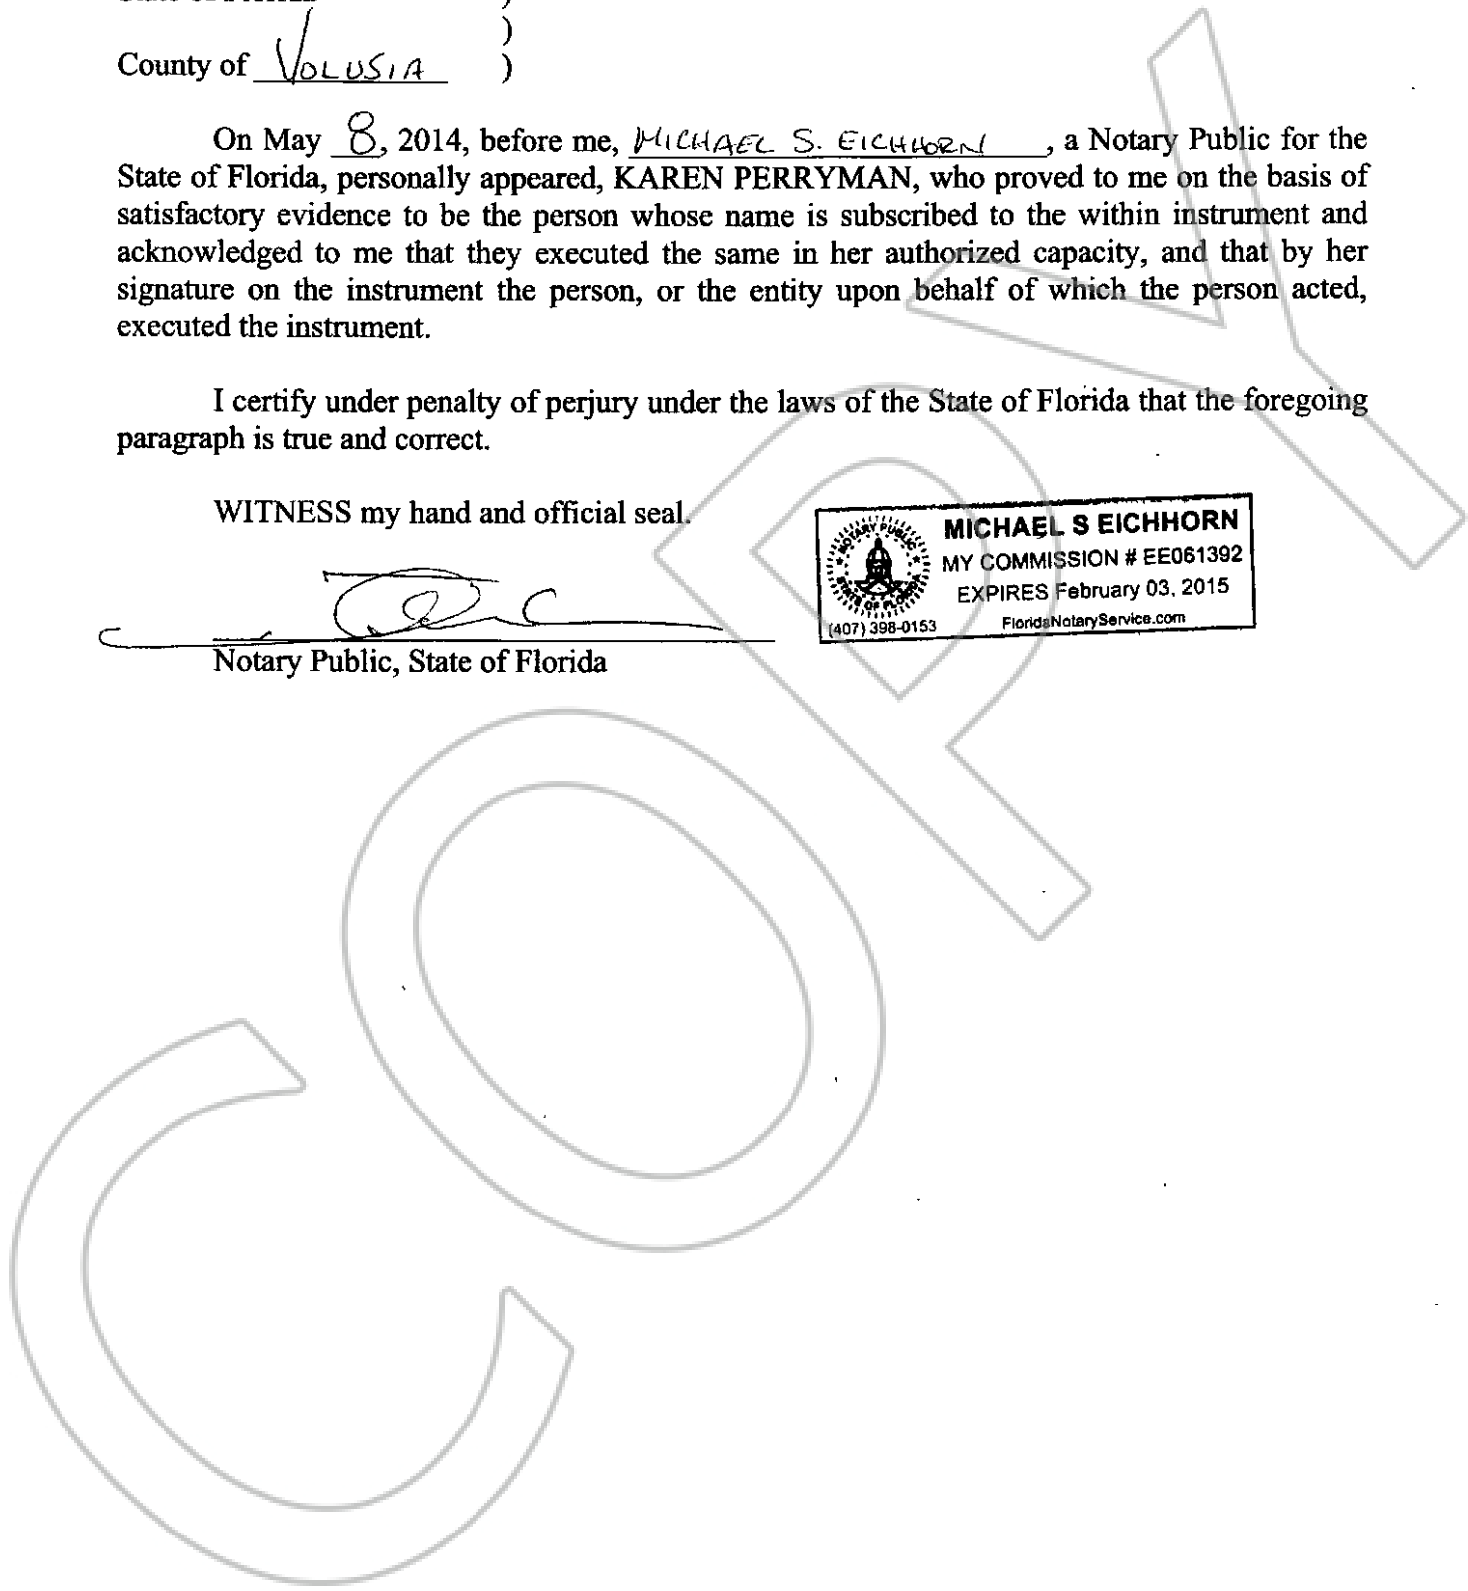 )
County of VOLUSIA )
On May 8, 2014, before me, MICHAEL S. EICHHORN, a Notary Public for the
State of Florida, personally appeared, KAREN PERRYMAN, who proved to me on the basis of
satisfactory evidence to be the person whose name is subscribed to the within instrument and
acknowledged to me that they executed the same in her authorized capacity, and that by her
signature on the instrument the person, or the entity upon behalf of which the person acted,
executed the instrument.
I certify under penalty of perjury under the laws of the State of Florida that the foregoing
paragraph is true and correct.
WITNESS my hand and official seal.
NOTARY PUBLIC
STATE OF FLORIDA
MICHAEL S EICHHORN
MY COMMISSION # EE061392
EXPIRES February 03, 2015
(407) 398-0153 FloridaNotaryService.com
Notary Public, State of Florida
COPY